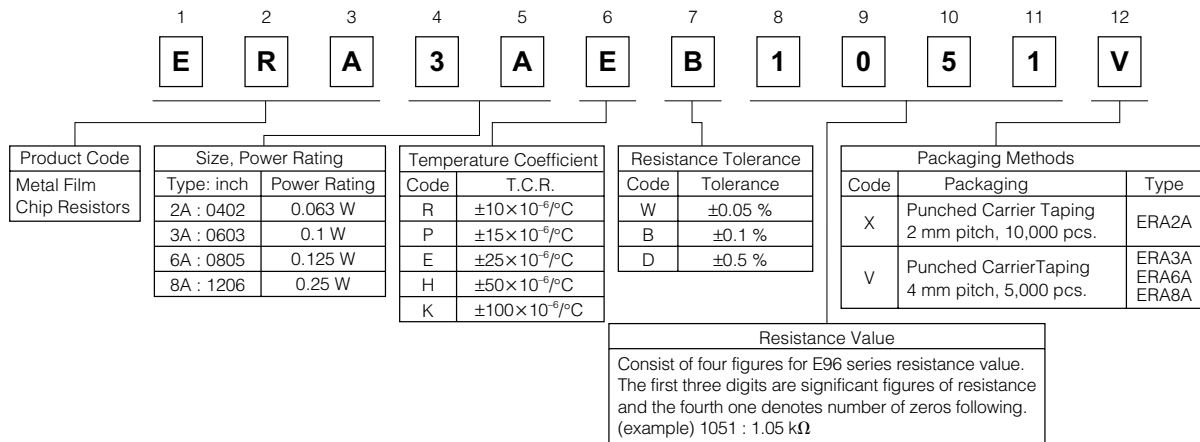 1 2 3 4 5 6 7 8 9 10 11 12
E R A 3 A E B 1 0 5 1 V
Product Code
Metal Film
Chip Resistors
Size, Power Rating
Type: inch Power Rating
2A : 0402 0.063 W
3A : 0603 0.1 W
6A : 0805 0.125 W
8A : 1206 0.25 W
Temperature Coefficient
Code T.C.R.
R ±10×10⁻⁶/°C
P ±15×10⁻⁶/°C
E ±25×10⁻⁶/°C
H ±50×10⁻⁶/°C
K ±100×10⁻⁶/°C
Resistance Tolerance
Code Tolerance
W ±0.05 %
B ±0.1 %
D ±0.5 %
Packaging Methods
Code Packaging Type
X Punched Carrier Taping
2 mm pitch, 10,000 pcs. ERA2A
V Punched CarrierTaping
4 mm pitch, 5,000 pcs. ERA3A
ERA6A
ERA8A
Resistance Value
Consist of four figures for E96 series resistance value.
The first three digits are significant figures of resistance
and the fourth one denotes number of zeros following.
(example) 1051 : 1.05 kΩ